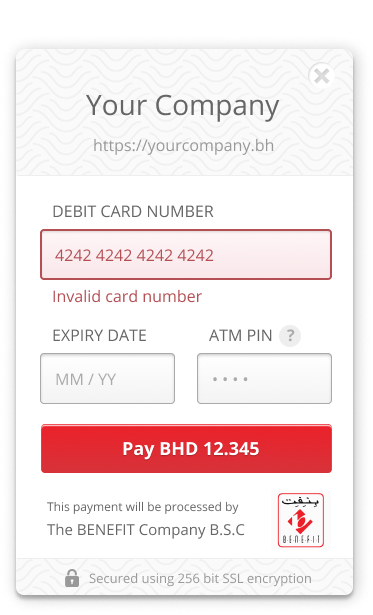 Your Company
https://yourcompany.bh
DEBIT CARD NUMBER
4242 4242 4242 4242
Invalid card number
EXPIRY DATE
ATM PIN ?
MM / YY
Pay BHD 12.345
This payment will be processed by
The BENEFIT Company B.S.C
بنفت
BENEFIT
Secured using 256 bit SSL encryption